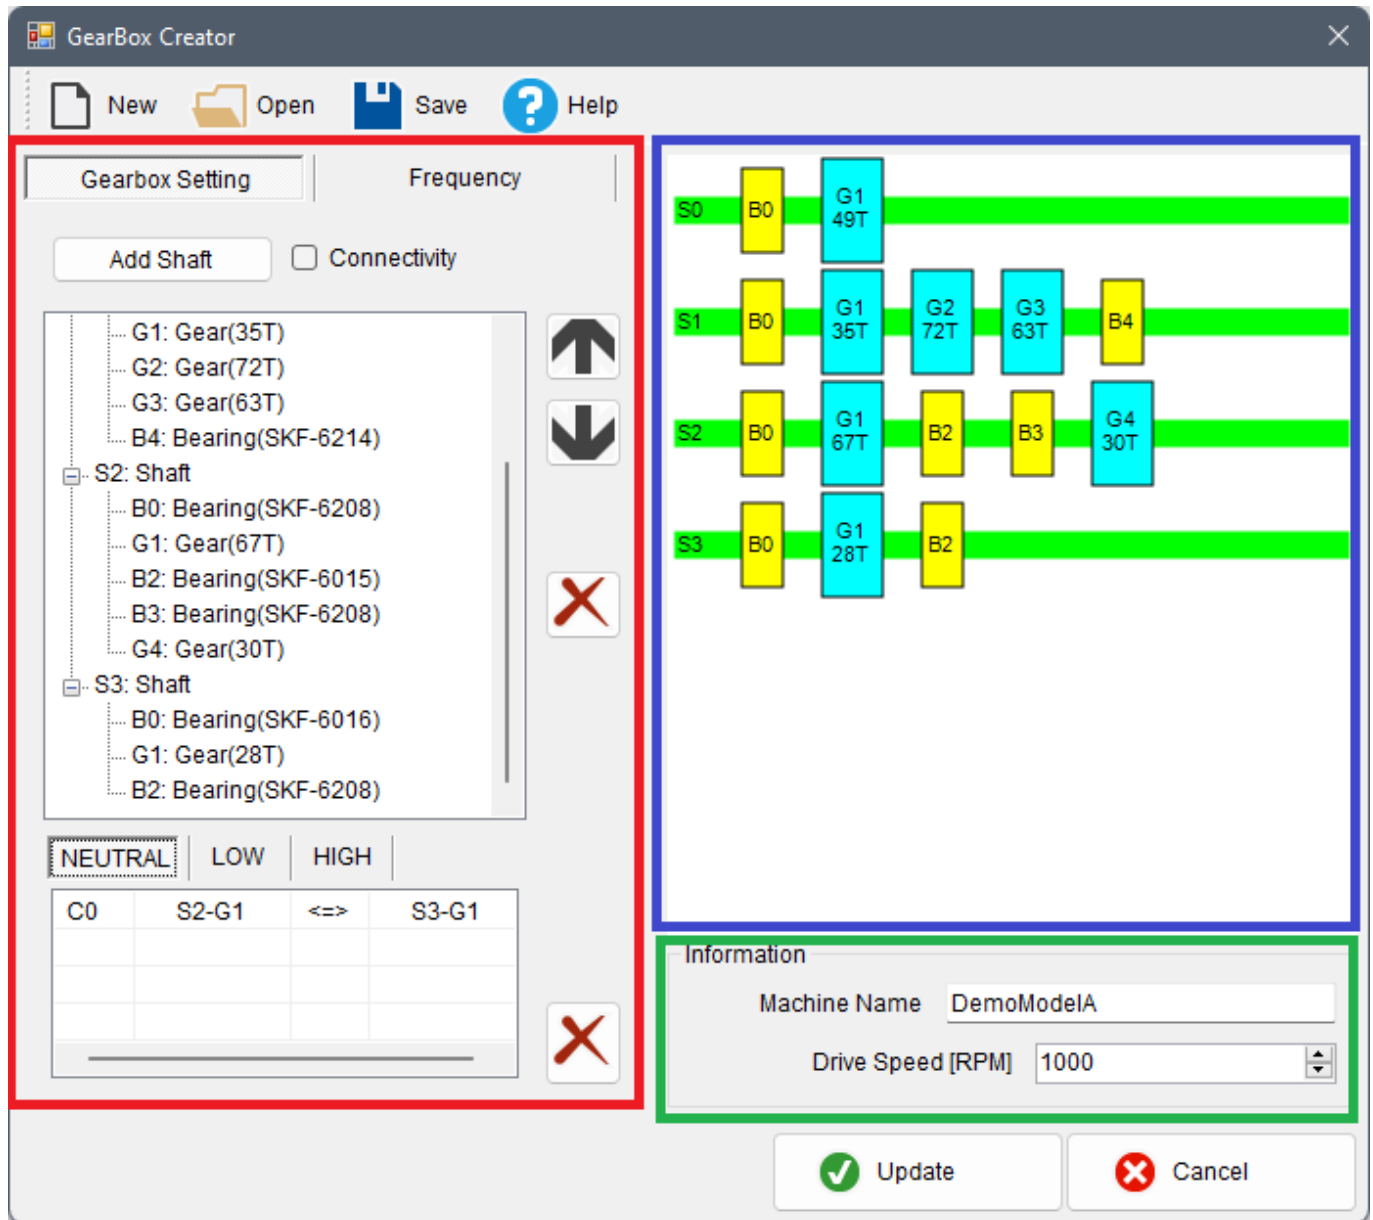 GearBox Creator
New Open Save Help
Gearbox Setting Frequency
Add Shaft Connectivity
G1: Gear(35T)
G2: Gear(72T)
G3: Gear(63T)
B4: Bearing(SKF-6214)
S2: Shaft
B0: Bearing(SKF-6208)
G1: Gear(67T)
B2: Bearing(SKF-6015)
B3: Bearing(SKF-6208)
G4: Gear(30T)
S3: Shaft
B0: Bearing(SKF-6016)
G1: Gear(28T)
B2: Bearing(SKF-6208)
NEUTRAL LOW HIGH
C0 S2-G1 <=> S3-G1
S0 B0 G1 49T
S1 B0 G1 35T G2 72T G3 63T B4
S2 B0 G1 67T B2 B3 G4 30T
S3 B0 G1 28T B2
Information
Machine Name DemoModelA
Drive Speed [RPM] 1000
Update Cancel